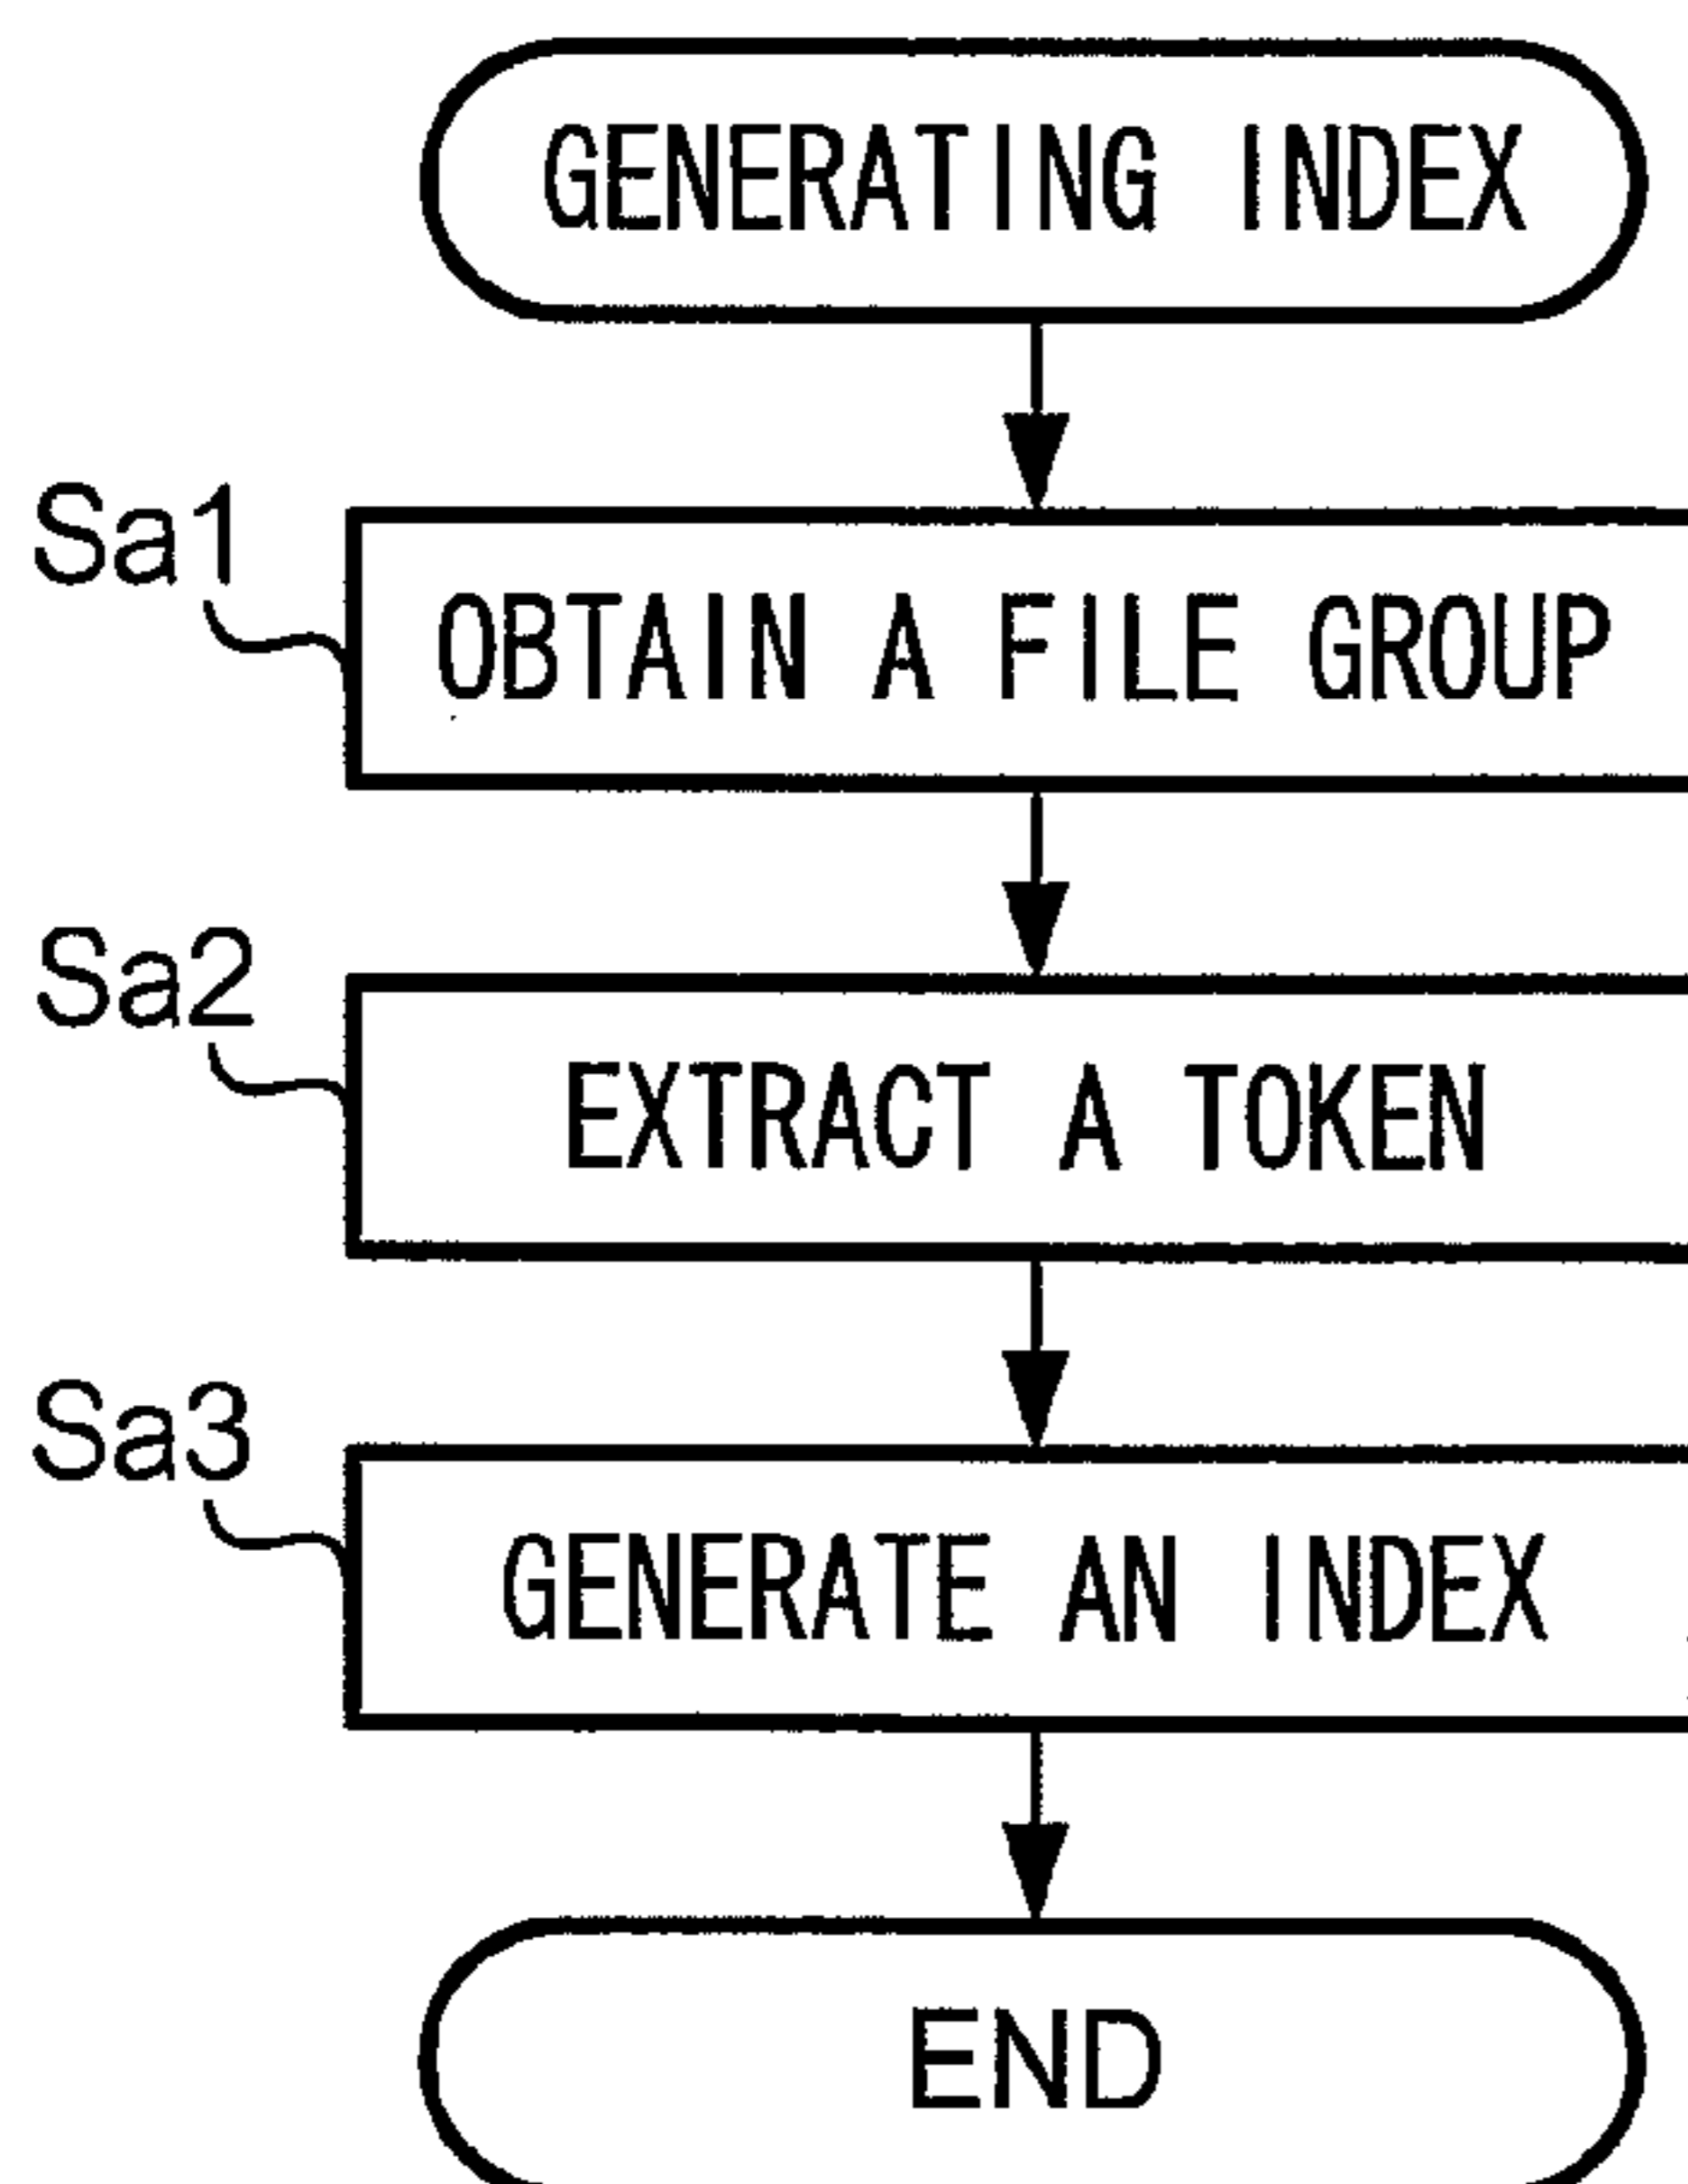 GENERATING INDEX
Sa1
OBTAIN A FILE GROUP
Sa2
EXTRACT A TOKEN
Sa3
GENERATE AN INDEX
END